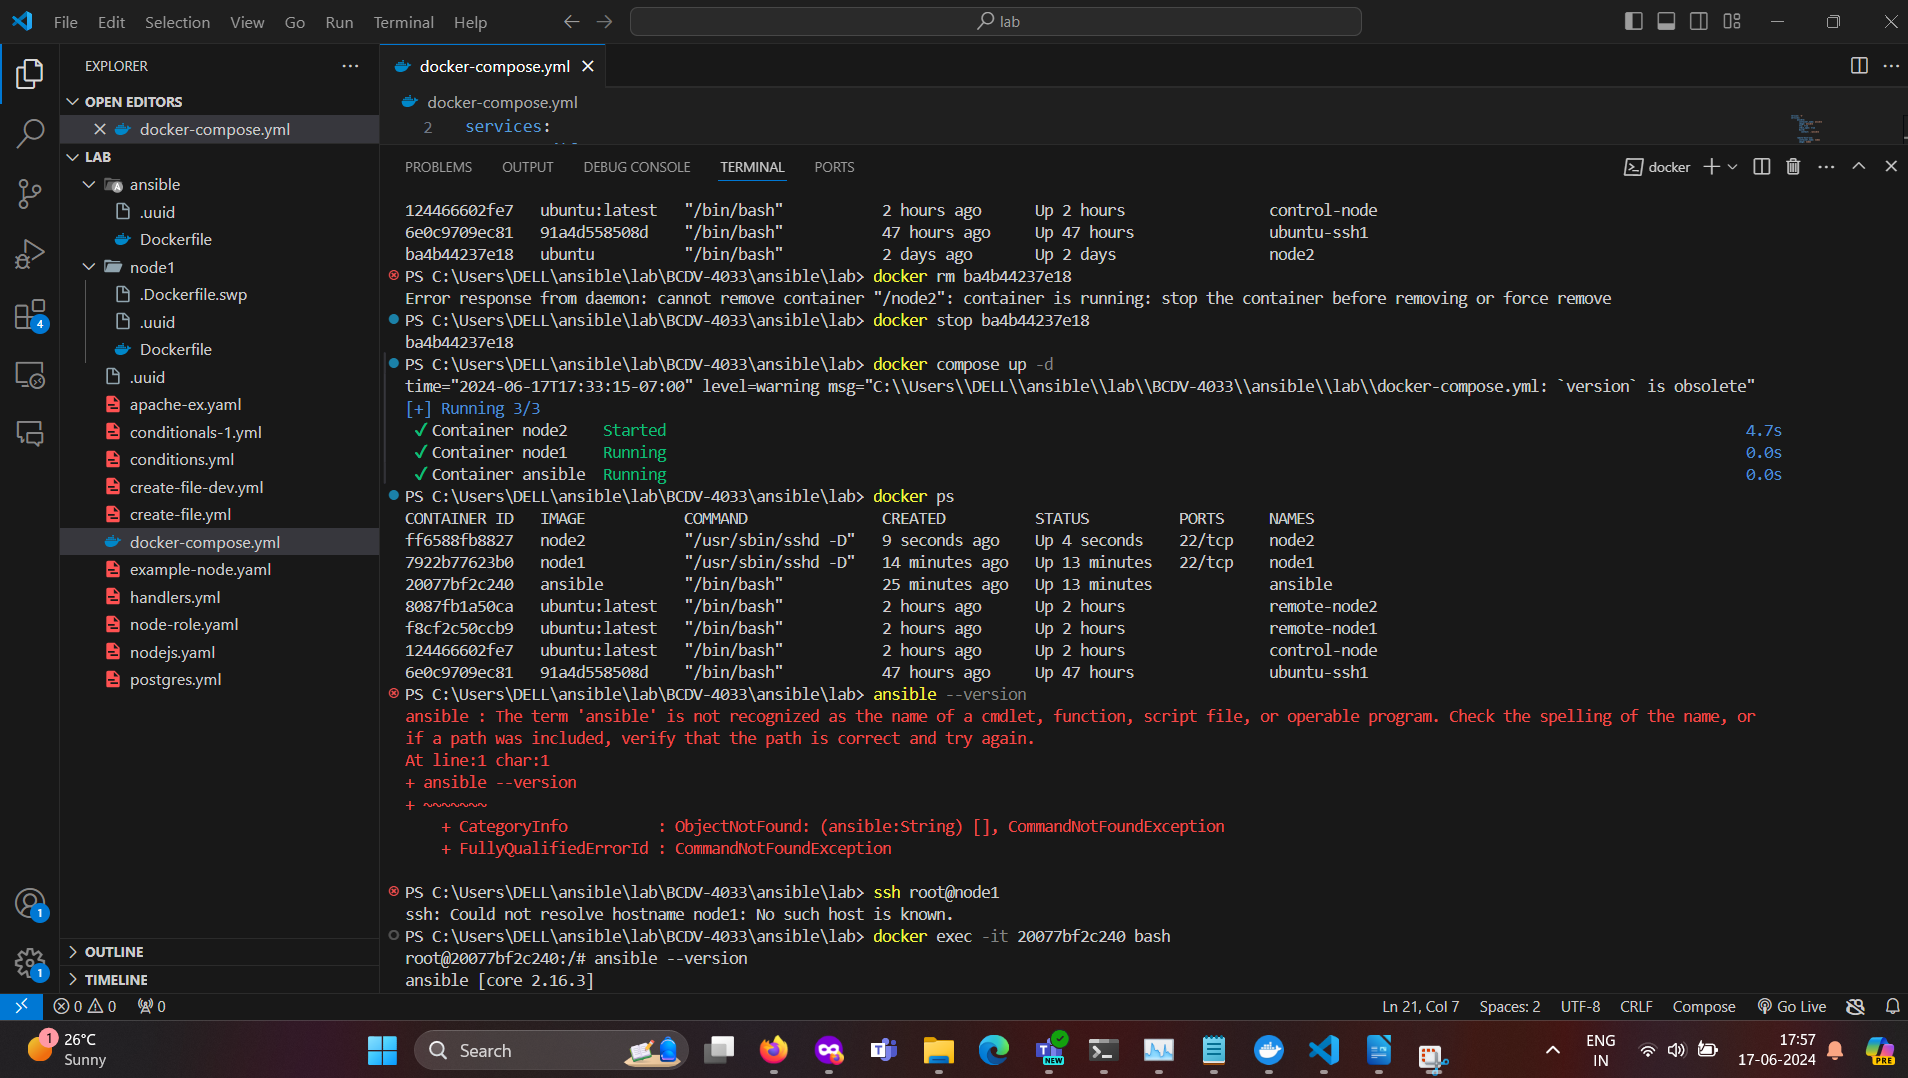 File Edit Selection View Go Run Terminal Help
lab
EXPLORER
OPEN EDITORS
docker-compose.yml
LAB
ansible
.uuid
Dockerfile
node1
.Dockerfile.swp
.uuid
Dockerfile
.uuid
apache-ex.yaml
conditionals-1.yml
conditions.yml
create-file-dev.yml
create-file.yml
docker-compose.yml
example-node.yaml
handlers.yml
node-role.yaml
nodejs.yaml
postgres.yml
OUTLINE
TIMELINE
4
1
1
docker-compose.yml
docker-compose.yml
2 services:
PROBLEMS OUTPUT DEBUG CONSOLE TERMINAL PORTS
docker
124466602fe7 ubuntu:latest "/bin/bash" 2 hours ago Up 2 hours control-node
6e0c9709ec81 91a4d558508d "/bin/bash" 47 hours ago Up 47 hours ubuntu-ssh1
ba4b44237e18 ubuntu "/bin/bash" 2 days ago Up 2 days node2
PS C:\Users\DELL\ansible\lab\BCDV-4033\ansible\lab> docker rm ba4b44237e18
Error response from daemon: cannot remove container "/node2": container is running: stop the container before removing or force remove
PS C:\Users\DELL\ansible\lab\BCDV-4033\ansible\lab> docker stop ba4b44237e18
ba4b44237e18
PS C:\Users\DELL\ansible\lab\BCDV-4033\ansible\lab> docker compose up -d
time="2024-06-17T17:33:15-07:00" level=warning msg="C:\\Users\\DELL\\ansible\\lab\\BCDV-4033\\ansible\\lab\\docker-compose.yml: `version` is obsolete"
[+] Running 3/3
✓ Container node2 Started 4.7s
✓ Container node1 Running 0.0s
✓ Container ansible Running 0.0s
PS C:\Users\DELL\ansible\lab\BCDV-4033\ansible\lab> docker ps
CONTAINER ID IMAGE COMMAND CREATED STATUS PORTS NAMES
ff6588fb8827 node2 "/usr/sbin/sshd -D" 9 seconds ago Up 4 seconds 22/tcp node2
7922b77623b0 node1 "/usr/sbin/sshd -D" 14 minutes ago Up 13 minutes 22/tcp node1
20077bf2c240 ansible "/bin/bash" 25 minutes ago Up 13 minutes ansible
8087fb1a50ca ubuntu:latest "/bin/bash" 2 hours ago Up 2 hours remote-node2
f8cf2c50ccb9 ubuntu:latest "/bin/bash" 2 hours ago Up 2 hours remote-node1
124466602fe7 ubuntu:latest "/bin/bash" 2 hours ago Up 2 hours control-node
6e0c9709ec81 91a4d558508d "/bin/bash" 47 hours ago Up 47 hours ubuntu-ssh1
PS C:\Users\DELL\ansible\lab\BCDV-4033\ansible\lab> ansible --version
ansible : The term 'ansible' is not recognized as the name of a cmdlet, function, script file, or operable program. Check the spelling of the name, or
if a path was included, verify that the path is correct and try again.
At line:1 char:1
+ ansible --version
+ ~~~~~~~
+ CategoryInfo : ObjectNotFound: (ansible:String) [], CommandNotFoundException
+ FullyQualifiedErrorId : CommandNotFoundException
PS C:\Users\DELL\ansible\lab\BCDV-4033\ansible\lab> ssh root@node1
ssh: Could not resolve hostname node1: No such host is known.
PS C:\Users\DELL\ansible\lab\BCDV-4033\ansible\lab> docker exec -it 20077bf2c240 bash
root@20077bf2c240:/# ansible --version
ansible [core 2.16.3]
0 0 0 Ln 21, Col 7 Spaces: 2 UTF-8 CRLF Compose Go Live
1
26°C
Sunny
Search
NEW
ENG
IN
17:57
17-06-2024
PRE